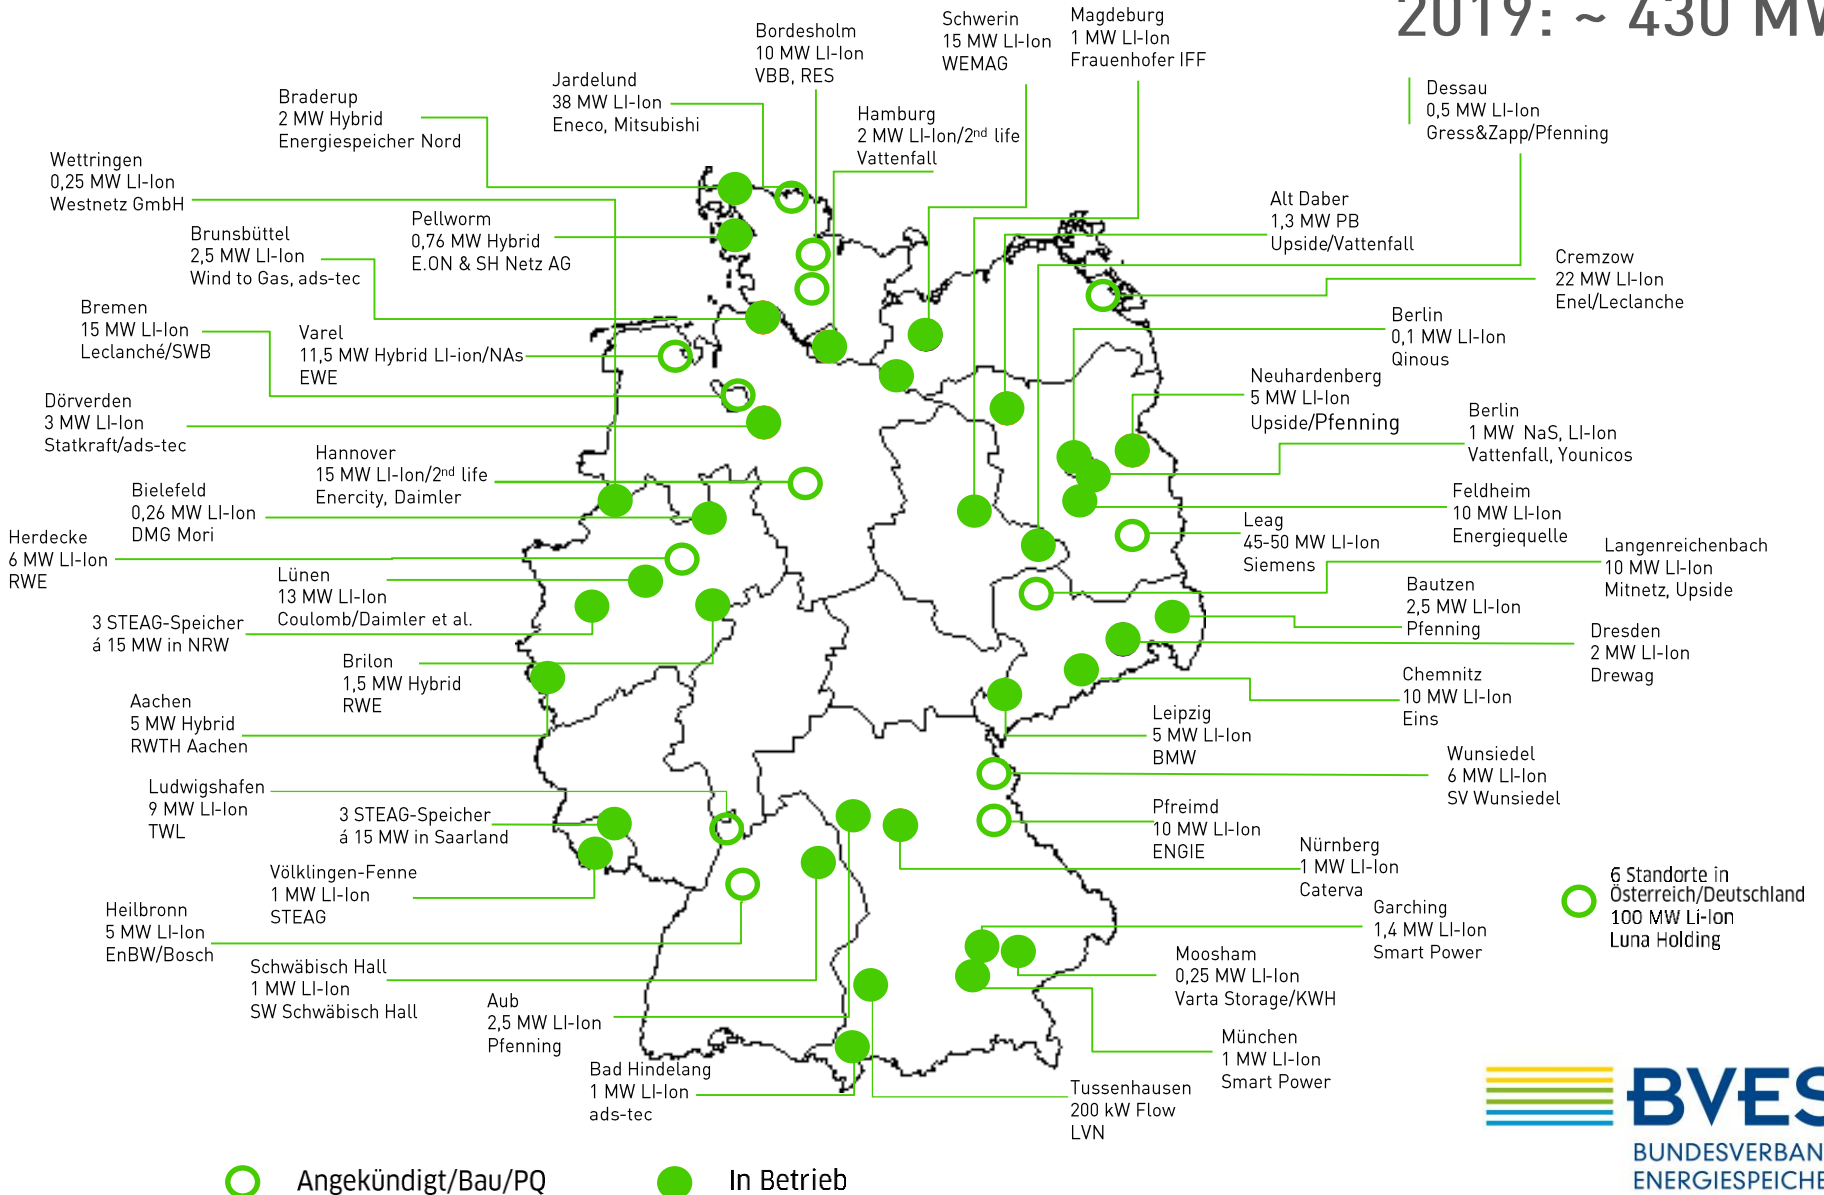 2019: ~ 430 MW
Bordesholm
10 MW LI-Ion
VBB, RES
Schwerin
15 MW LI-Ion
WEMAG
Magdeburg
1 MW LI-Ion
Frauenhofer IFF
Jardelund
38 MW LI-Ion
Eneco, Mitsubishi
Dessau
0,5 MW LI-Ion
Gress&Zapp/Pfenning
Braderup
2 MW Hybrid
Energiespeicher Nord
Hamburg
2 MW LI-Ion/2nd life
Vattenfall
Wettringen
0,25 MW LI-Ion
Westnetz GmbH
Alt Daber
1,3 MW PB
Upside/Vattenfall
Pellworm
0,76 MW Hybrid
E.ON & SH Netz AG
Brunsbüttel
2,5 MW LI-Ion
Wind to Gas, ads-tec
Cremzow
22 MW LI-Ion
Enel/Leclanche
Bremen
15 MW LI-Ion
Leclanché/SWB
Varel
11,5 MW Hybrid LI-ion/NAs
EWE
Berlin
0,1 MW LI-Ion
Qinous
Neuhardenberg
5 MW LI-Ion
Upside/Pfenning
Dörverden
3 MW LI-Ion
Statkraft/ads-tec
Berlin
1 MW NaS, LI-Ion
Vattenfall, Younicos
Hannover
15 MW LI-Ion/2nd life
Enercity, Daimler
Bielefeld
0,26 MW LI-Ion
DMG Mori
Feldheim
10 MW LI-Ion
Energiequelle
Leag
45-50 MW LI-Ion
Siemens
Herdecke
6 MW LI-Ion
RWE
Langenreichenbach
10 MW LI-Ion
Mitnetz, Upside
Lünen
13 MW LI-Ion
Coulomb/Daimler et al.
Bautzen
2,5 MW LI-Ion
Pfenning
3 STEAG-Speicher
á 15 MW in NRW
Dresden
2 MW LI-Ion
Drewag
Brilon
1,5 MW Hybrid
RWE
Chemnitz
10 MW LI-Ion
Eins
Aachen
5 MW Hybrid
RWTH Aachen
Leipzig
5 MW LI-Ion
BMW
Wunsiedel
6 MW LI-Ion
SV Wunsiedel
Ludwigshafen
9 MW LI-Ion
TWL
3 STEAG-Speicher
á 15 MW in Saarland
Pfreimd
10 MW LI-Ion
ENGIE
Nürnberg
1 MW LI-Ion
Caterva
Völklingen-Fenne
1 MW LI-Ion
STEAG
6 Standorte in
Österreich/Deutschland
100 MW Li-Ion
Luna Holding
Heilbronn
5 MW LI-Ion
EnBW/Bosch
Garching
1,4 MW LI-Ion
Smart Power
Moosham
0,25 MW LI-Ion
Varta Storage/KWH
Schwäbisch Hall
1 MW LI-Ion
SW Schwäbisch Hall
Aub
2,5 MW LI-Ion
Pfenning
München
1 MW LI-Ion
Smart Power
Bad Hindelang
1 MW LI-Ion
ads-tec
Tussenhausen
200 kW Flow
LVN
BVES
BUNDESVERBAN
ENERGIESPEICHE
Angekündigt/Bau/PQ
In Betrieb